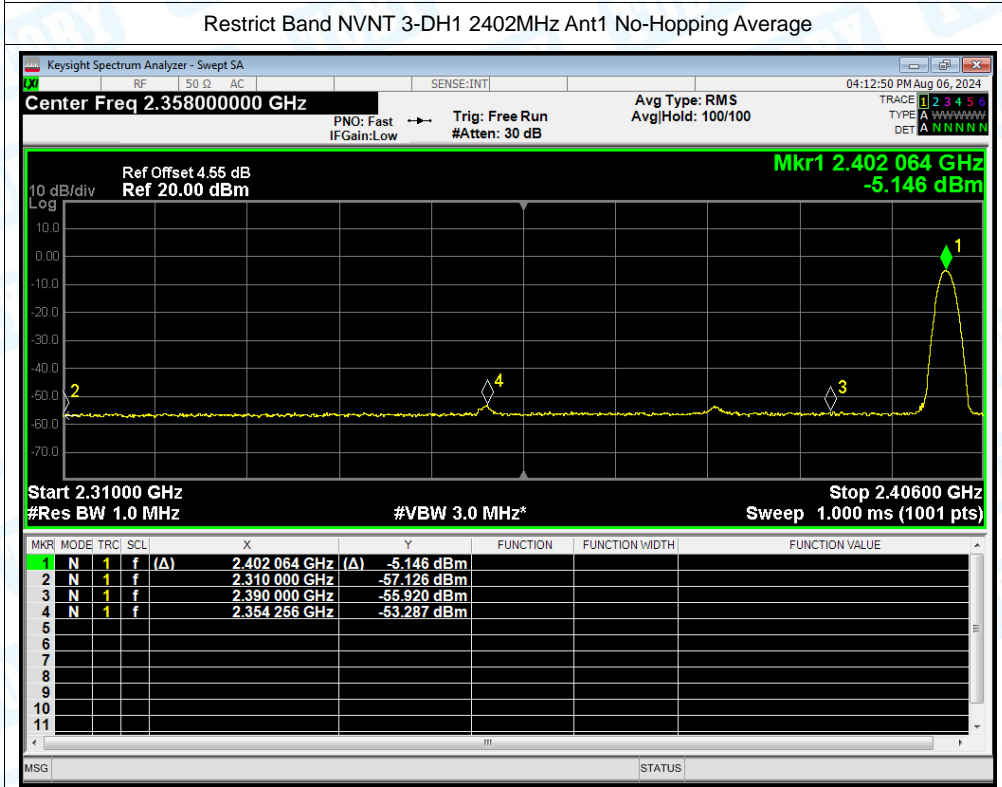 Restrict Band NVNT 3-DH1 2402MHz Ant1 No-Hopping Average
Keysight Spectrum Analyzer - Swept SA
LXI RF 50 Ω AC SENSE:INT 04:12:50 PM Aug 06, 2024
Center Freq 2.358000000 GHz
PNO: Fast
IFGain:Low
Trig: Free Run
#Atten: 30 dB
Avg Type: RMS
Avg|Hold: 100/100
TRACE 1 2 3 4 5 6
TYPE A WWWWW
DET A N N N N N
Ref Offset 4.55 dB
10 dB/div Ref 20.00 dBm
Log
Mkr1 2.402 064 GHz
-5.146 dBm
10.0
0.00
-10.0
-20.0
-30.0
-40.0
-50.0
-60.0
-70.0
1
2
4
3
Start 2.31000 GHz Stop 2.40600 GHz
#Res BW 1.0 MHz #VBW 3.0 MHz* Sweep 1.000 ms (1001 pts)
MKR MODE TRC SCL X Y FUNCTION FUNCTION WIDTH FUNCTION VALUE
1 N 1 f (Δ) 2.402 064 GHz (Δ) -5.146 dBm
2 N 1 f 2.310 000 GHz -57.126 dBm
3 N 1 f 2.390 000 GHz -55.920 dBm
4 N 1 f 2.354 256 GHz -53.287 dBm
5
6
7
8
9
10
11
MSG STATUS